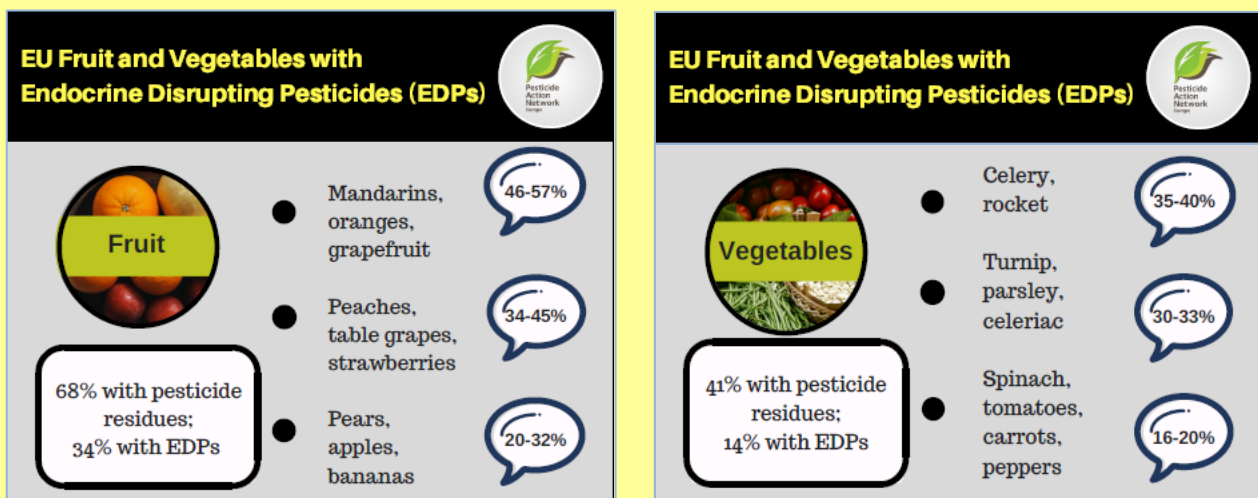 EU Fruit and Vegetables with
Endocrine Disrupting Pesticides (EDPs)
Pesticide
Action
Network
Europe
Fruit
68% with pesticide
residues;
34% with EDPs
Mandarins,
oranges,
grapefruit
46-57%
Peaches,
table grapes,
strawberries
34-45%
Pears,
apples,
bananas
20-32%
EU Fruit and Vegetables with
Endocrine Disrupting Pesticides (EDPs)
Pesticide
Action
Network
Europe
Vegetables
41% with pesticide
residues;
14% with EDPs
Celery,
rocket
35-40%
Turnip,
parsley,
celeriac
30-33%
Spinach,
tomatoes,
carrots,
peppers
16-20%